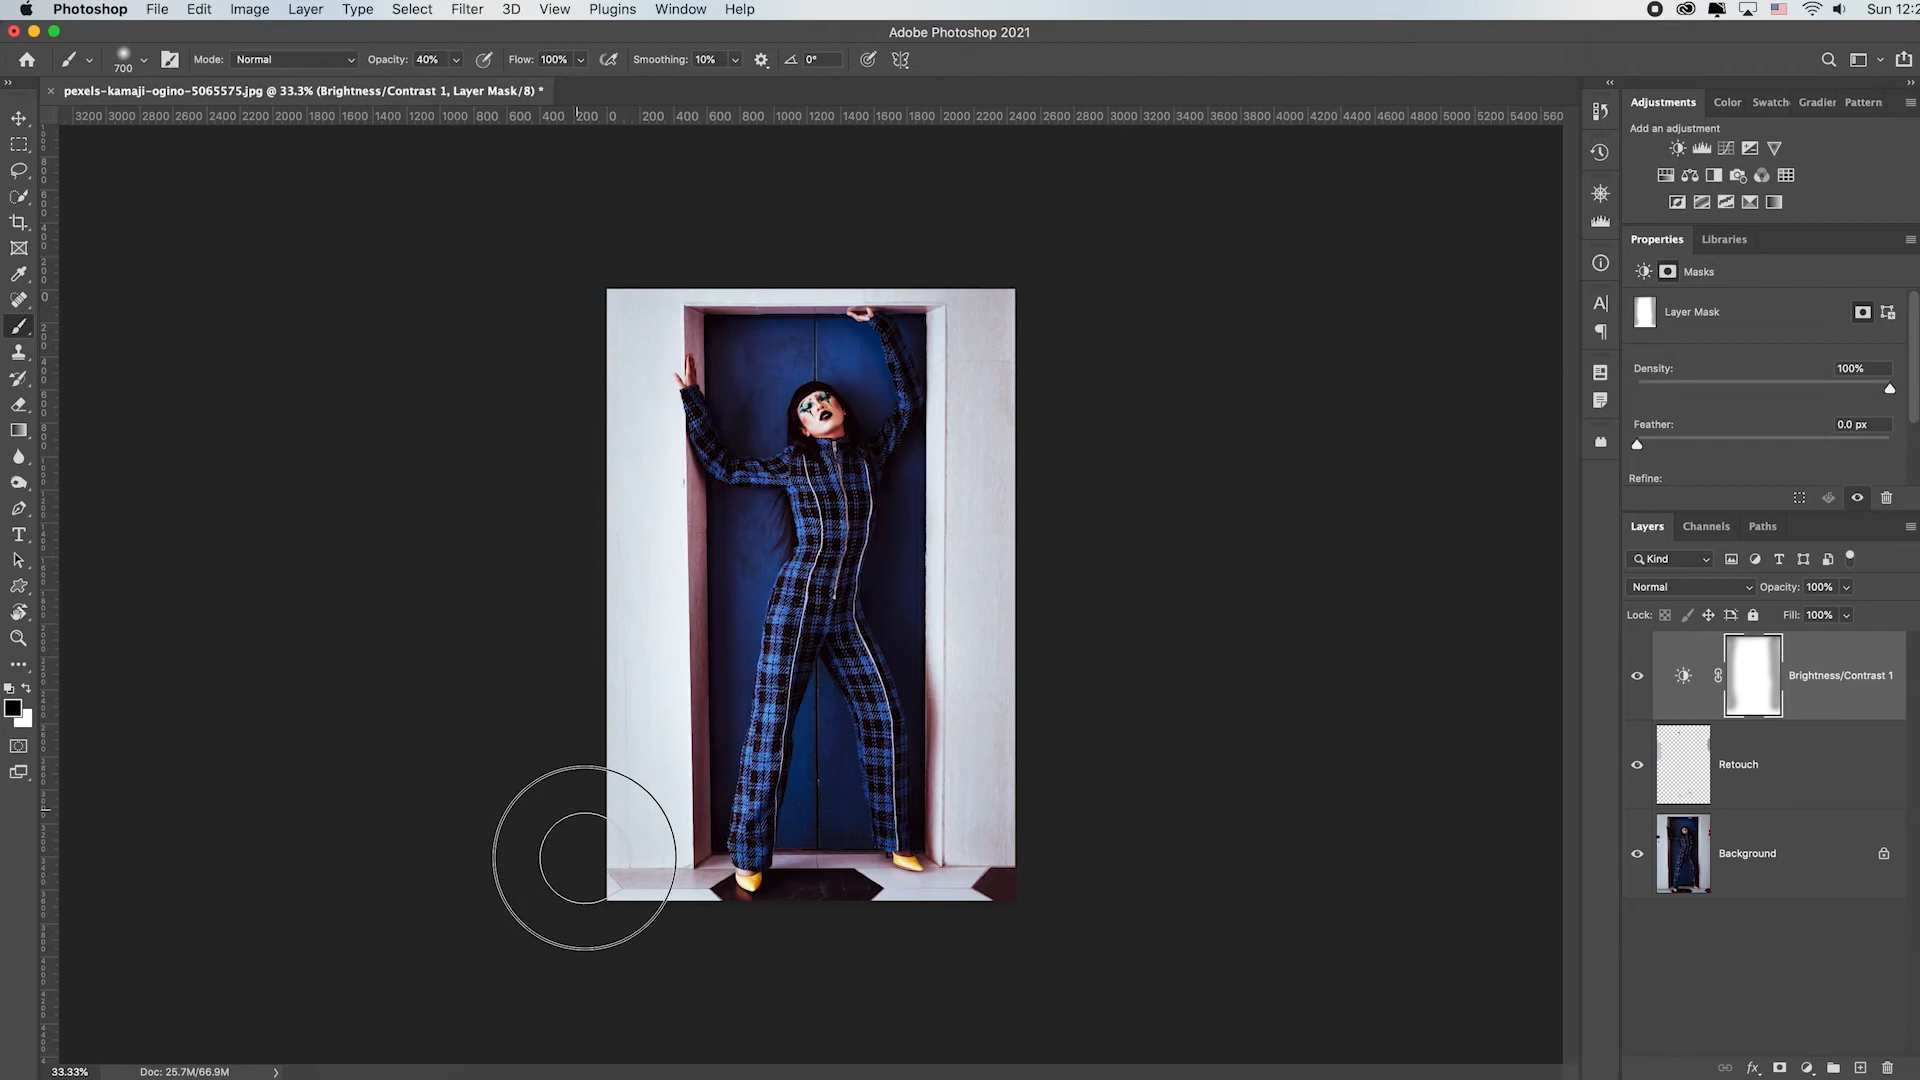 Photoshop File Edit Image Layer Type Select Filter 3D View Plugins Window Help Sun 12:2
Adobe Photoshop 2021
700 Mode: Normal Opacity: 40% Flow: 100% Smoothing: 10% 0°
pexels-kamaji-ogino-5065575.jpg @ 33.3% (Brightness/Contrast 1, Layer Mask/8) *
3200 3000 2800 2600 2400 2200 2000 1800 1600 1400 1200 1000 800 600 400 200 0 200 400 600 800 1000 1200 1400 1600 1800 2000 2200 2400 2600 2800 3000 3200 3400 3600 3800 4000 4200 4400 4600 4800 5000 5200 5400 560
Adjustments Color Swatch Gradier Pattern
Add an adjustment
Properties Libraries
Masks
Layer Mask
Density: 100%
Feather: 0.0 px
Refine:
Layers Channels Paths
Kind
Normal Opacity: 100%
Lock: Fill: 100%
Brightness/Contrast 1
Retouch
Background
33.33% Doc: 25.7M/66.9M